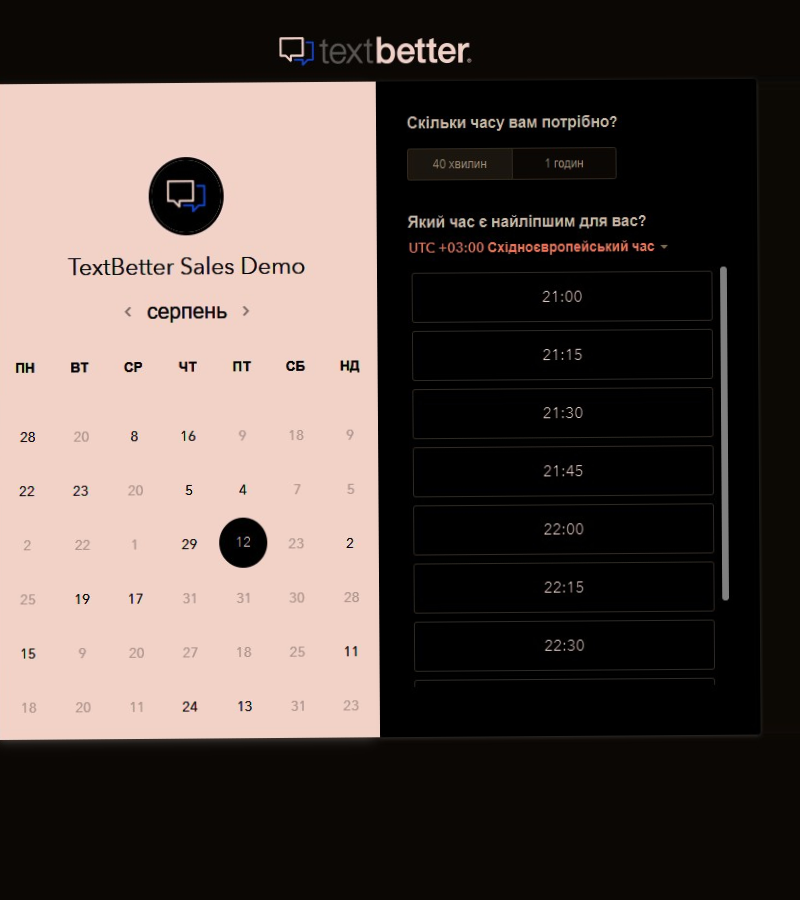 textbetter.
TextBetter Sales Demo
серпень
ПН ВТ СР ЧТ ПТ СБ НД
28 20 8 16 9 18 9
22 23 20 5 4 7 5
2 22 1 29 12 23 2
25 19 17 31 31 30 28
15 9 20 27 18 25 11
18 20 11 24 13 31 23
Скільки часу вам потрібно?
40 хвилин 1 годин
Який час є найліпшим для вас?
UTC +03:00 Східноєвропейський час
21:00
21:15
21:30
21:45
22:00
22:15
22:30